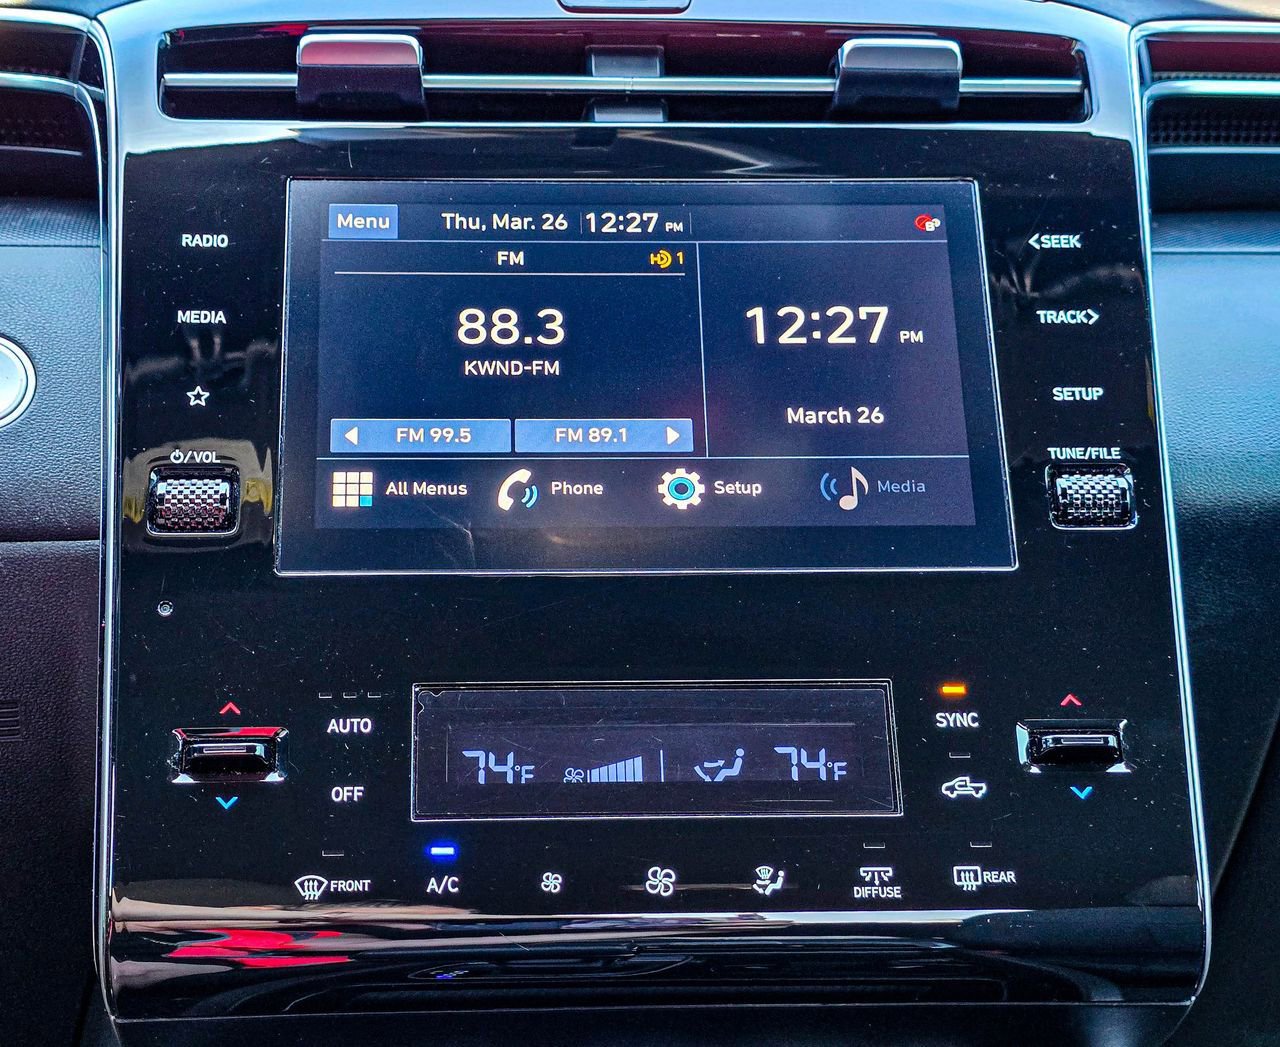 Menu Thu, Mar. 26 12:27 PM
RADIO
<SEEK
FM HD 1
MEDIA
88.3
12:27 PM
TRACK>
KWND-FM
SETUP
March 26
FM 99.5 FM 89.1
/VOL
TUNE/FILE
All Menus Phone Setup Media
AUTO
SYNC
74°F 74°F
OFF
FRONT A/C DIFFUSE REAR